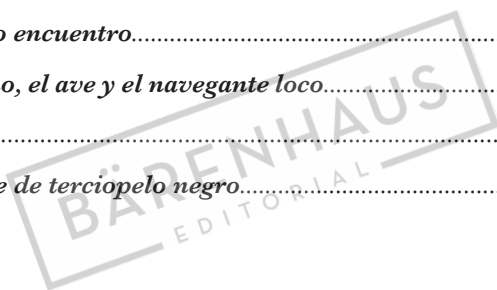 o encuentro..............................................................
o, el ave y el navegante loco.............................
..........................................................................................
e de terciopelo negro...........................................
BÄRENHAUS
EDITORIAL